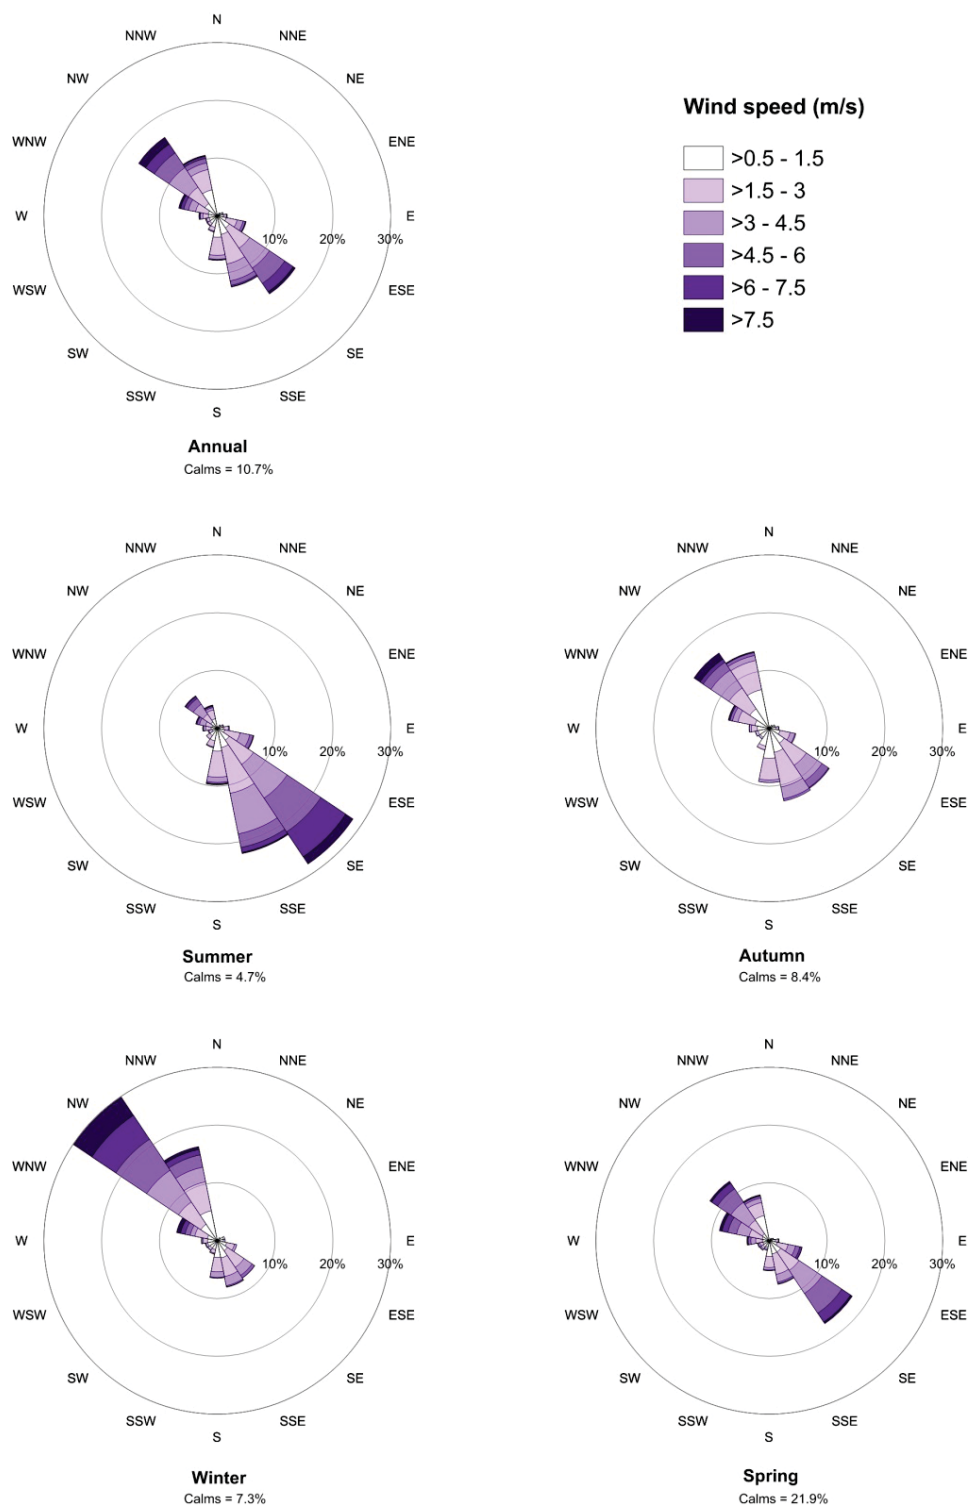 N
NNW NNE
NW NE
WNW ENE
W E
10% 20% 30%
WSW ESE
SW SE
SSW SSE
S
Annual
Calms = 10.7%
Wind speed (m/s)
>0.5 - 1.5
>1.5 - 3
>3 - 4.5
>4.5 - 6
>6 - 7.5
>7.5
N
NNW NNE
NW NE
WNW ENE
W E
10% 20% 30%
WSW ESE
SW SE
SSW SSE
S
Summer
Calms = 4.7%
N
NNW NNE
NW NE
WNW ENE
W E
10% 20% 30%
WSW ESE
SW SE
SSW SSE
S
Autumn
Calms = 8.4%
N
NNW NNE
NW NE
WNW ENE
W E
10% 20% 30%
WSW ESE
SW SE
SSW SSE
S
Winter
Calms = 7.3%
N
NNW NNE
NW NE
WNW ENE
W E
10% 20% 30%
WSW ESE
SW SE
SSW SSE
S
Spring
Calms = 21.9%